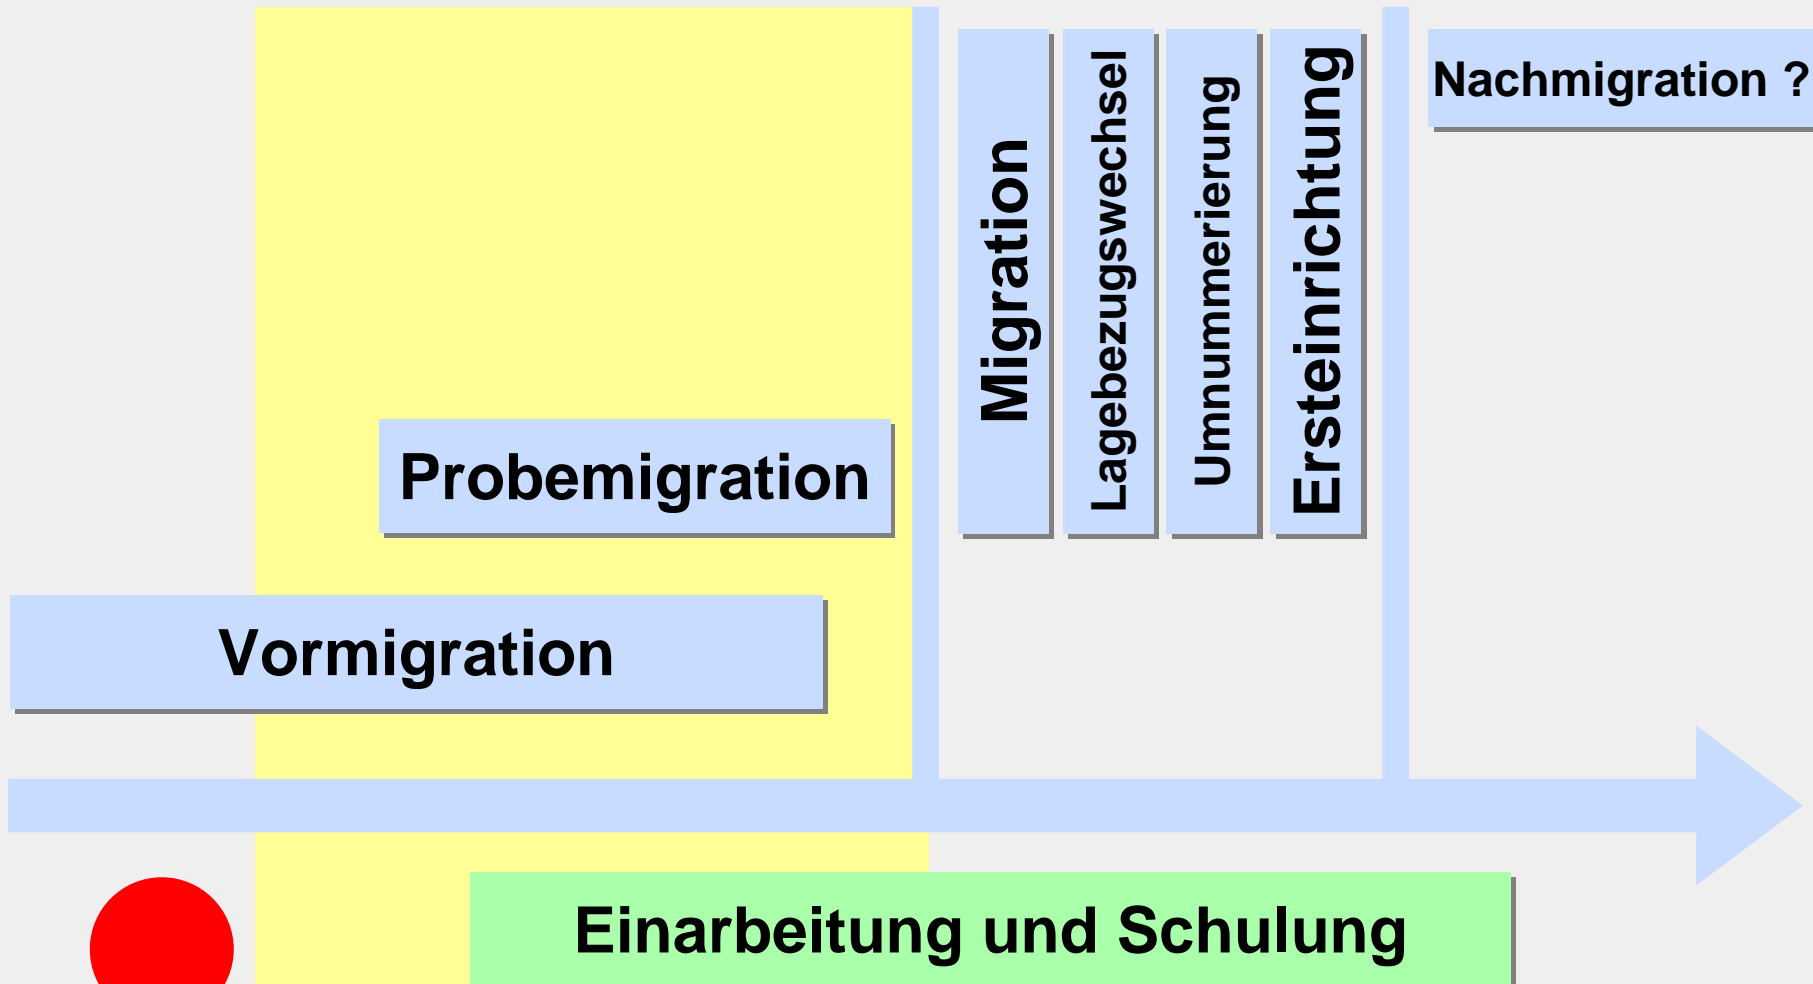 Migration
Lagebezugswechsel
Umnummerierung
Ersteinrichtung
Nachmigration ?
Probemigration
Vormigration
Einarbeitung und Schulung